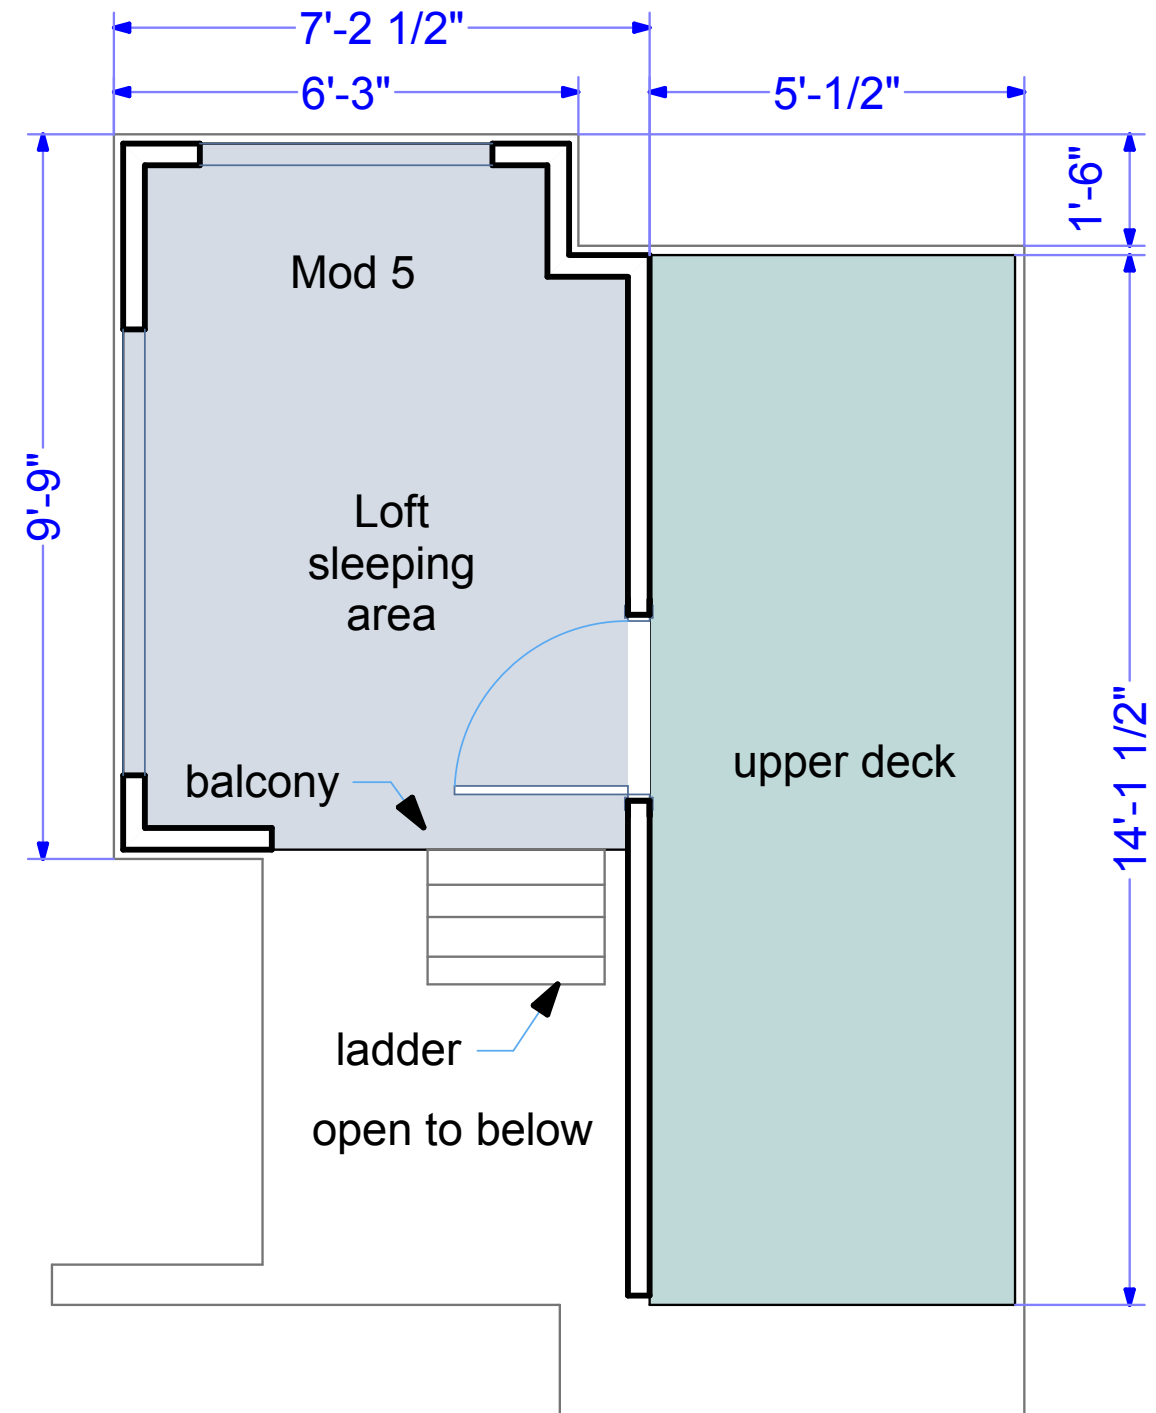 7'-2 1/2"
6'-3"
5'-1/2"
1'-6"
Mod 5
9'-9"
Loft
sleeping
area
balcony
upper deck
14'-1 1/2"
ladder
open to below